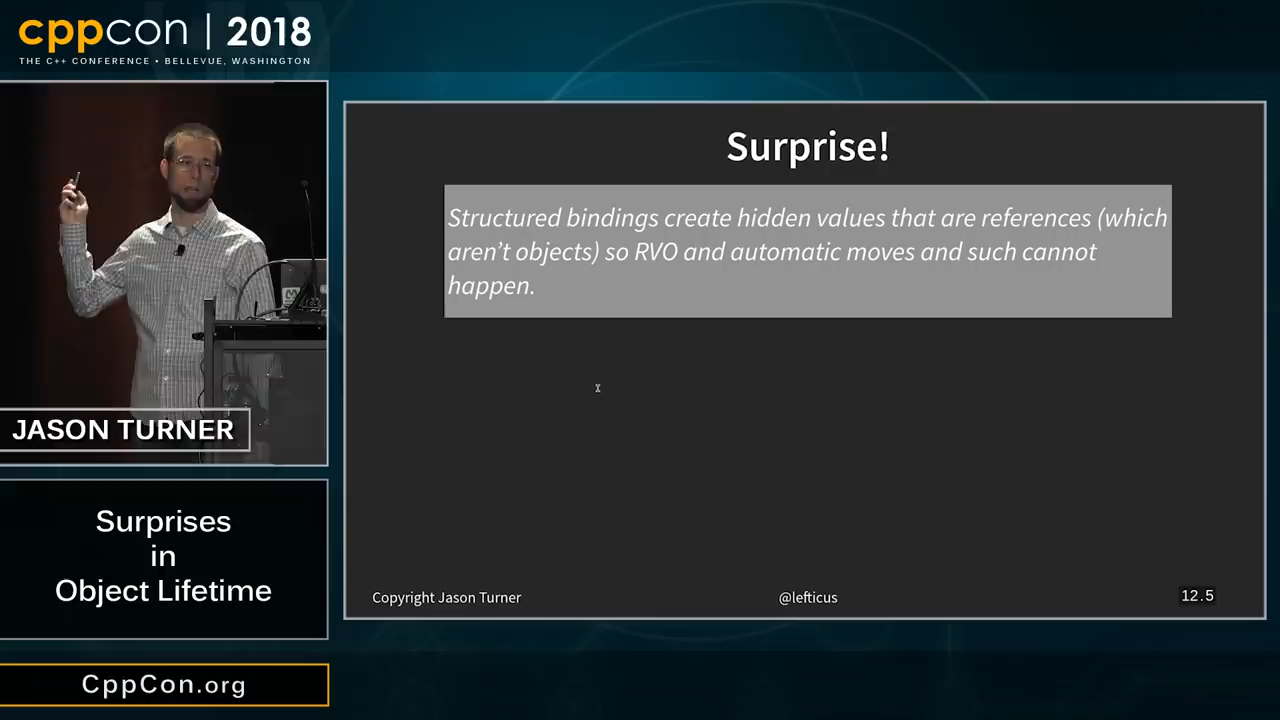 cppcon | 2018
THE C++ CONFERENCE • BELLEVUE, WASHINGTON
JASON TURNER
Surprises
in
Object Lifetime
CppCon.org
Surprise!
Structured bindings create hidden values that are references (which
aren’t objects) so RVO and automatic moves and such cannot
happen.
Copyright Jason Turner
@lefticus
12.5